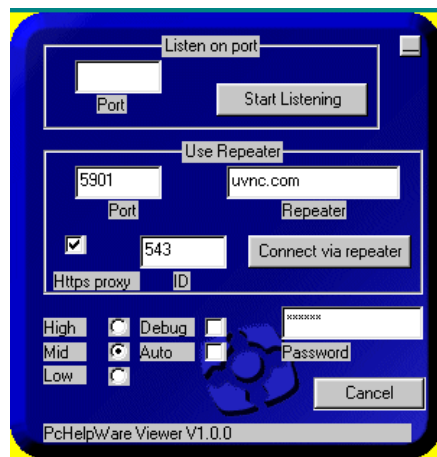 Listen on port
Port
Start Listening
Use Repeater
5901
uvnc.com
Port
Repeater
543
Connect via repeater
Https proxy
ID
High
Debug
××××××
Mid
Auto
Password
Low
Cancel
PcHelpWare Viewer V1.0.0